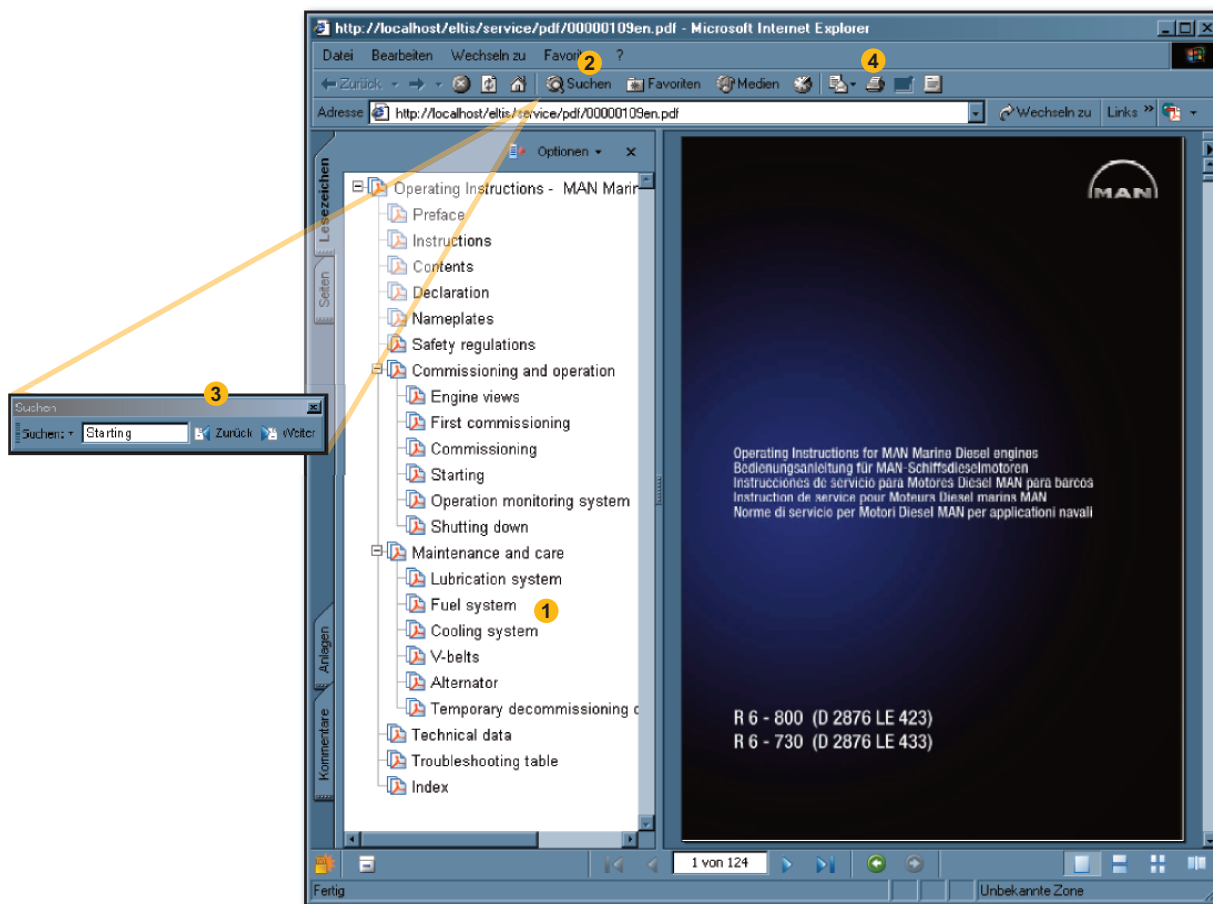 http://localhost/eltis/service/pdf/00000109en.pdf - Microsoft Internet Explorer
Datei Bearbeiten Wechseln zu Favoriten ?
2
4
Zurück Suchen Favoriten Medien
Adresse http://localhost/eltis/service/pdf/00000109en.pdf Wechseln zu Links »
Optionen x
Lesezeichen
Seiten
Anlagen
Kommentare
Operating Instructions - MAN Marin
Preface
Instructions
Contents
Declaration
Nameplates
Safety regulations
Commissioning and operation
Engine views
First commissioning
Commissioning
Starting
Operation monitoring system
Shutting down
Maintenance and care
Lubrication system
Fuel system
1
Cooling system
V-belts
Alternator
Temporary decommissioning o
Technical data
Troubleshooting table
Index
3
Suchen
Suchen: Starting Zurück Weiter
MAN
Operating Instructions for MAN Marine Diesel engines
Bedienungsanleitung für MAN-Schiffsdieselmotoren
Instrucciones de servicio para Motores Diesel MAN para barcos
Instruction de service pour Moteurs Diesel marins MAN
Norme di servicio per Motori Diesel MAN per applicationi navali
R 6 - 800 (D 2876 LE 423)
R 6 - 730 (D 2876 LE 433)
1 von 124
Fertig
Unbekannte Zone